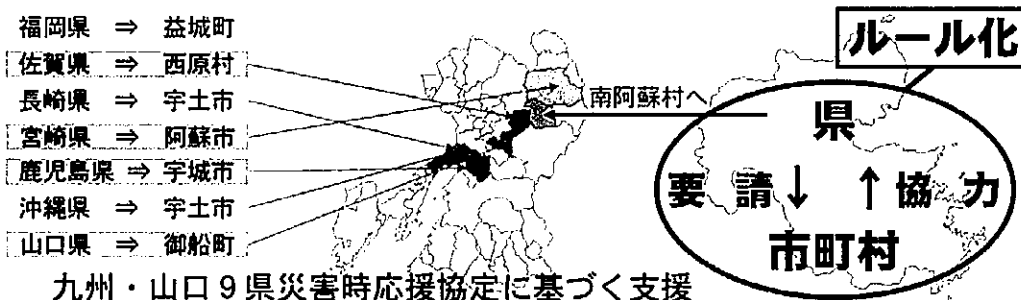 福岡県 ⇒ 益城町
佐賀県 ⇒ 西原村
長崎県 ⇒ 宇土市
宮崎県 ⇒ 阿蘇市
鹿児島県 ⇒ 宇城市
沖縄県 ⇒ 宇土市
山口県 ⇒ 御船町
南阿蘇村へ
ルール化
県
要請↓ ↑協力
市町村
九州・山口9県災害時応援協定に基づく支援